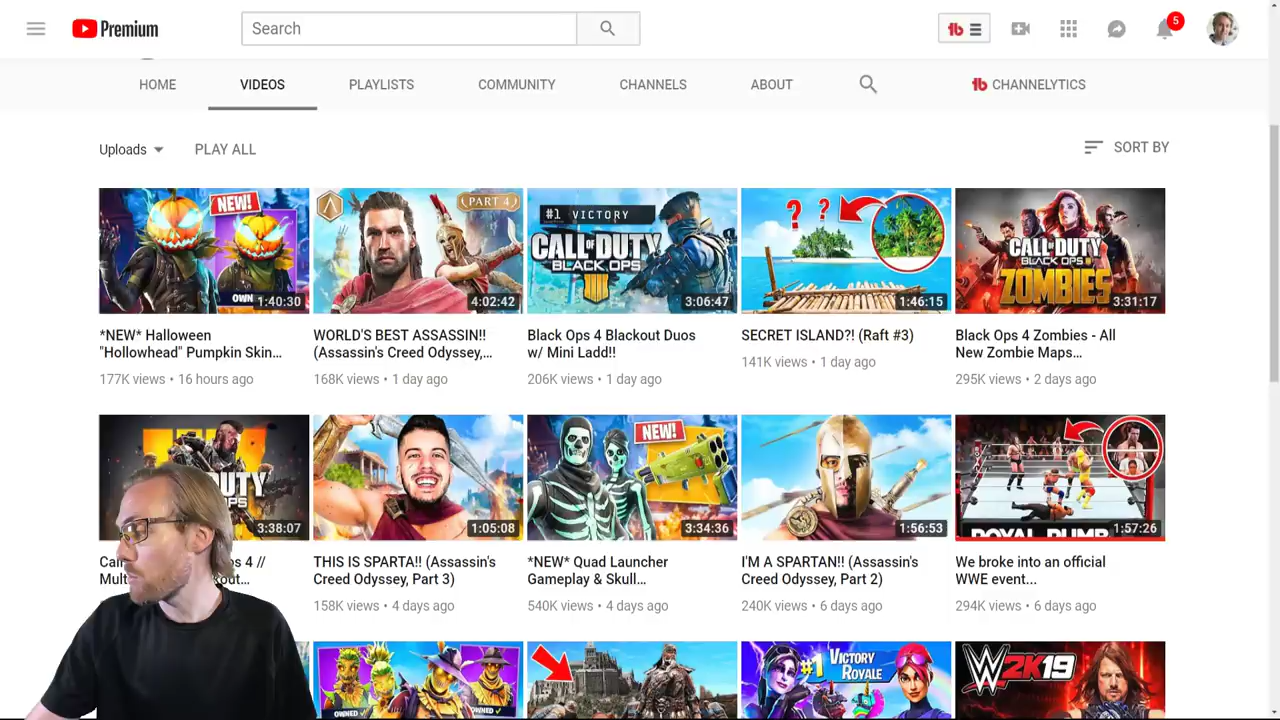 Premium
Search
5
HOME
VIDEOS
PLAYLISTS
COMMUNITY
CHANNELS
ABOUT
CHANNELYTICS
Uploads
PLAY ALL
SORT BY
NEW!
OWN
1:40:30
PART 4
4:02:42
#1 VICTORY
CALL OF DUTY
BLACK OPS
3:06:47
? ?
1:46:15
CALL OF DUTY
BLACK OPS
ZOMBIES
3:31:17
*NEW* Halloween
"Hollowhead" Pumpkin Skin...
177K views • 16 hours ago
WORLD'S BEST ASSASSIN!!
(Assassin's Creed Odyssey,...
168K views • 1 day ago
Black Ops 4 Blackout Duos
w/ Mini Ladd!!
206K views • 1 day ago
SECRET ISLAND?! (Raft #3)
141K views • 1 day ago
Black Ops 4 Zombies - All
New Zombie Maps...
295K views • 2 days ago
3:38:07
1:05:08
NEW!
3:34:36
1:56:53
ROYAL RUMB
1:57:26
4 //
THIS IS SPARTA!! (Assassin's
Creed Odyssey, Part 3)
158K views • 4 days ago
*NEW* Quad Launcher
Gameplay & Skull...
540K views • 4 days ago
I'M A SPARTAN!! (Assassin's
Creed Odyssey, Part 2)
240K views • 6 days ago
We broke into an official
WWE event...
294K views • 6 days ago
OWNED
OWNED
#1 VICTORY
ROYALE
W 2K19